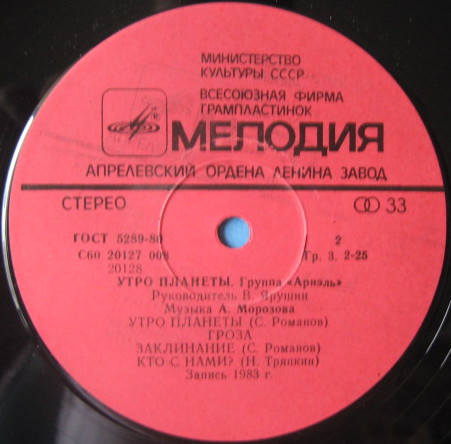 МИНИСТЕРСТВО
КУЛЬТУРЫ СССР
ВСЕСОЮЗНАЯ ФИРМА
ГРАМПЛАСТИНОК
МЕЛОДИЯ
АПРЕЛЕВСКИЙ ОРДЕНА ЛЕНИНА ЗАВОД
СТЕРЕО 33
ГОСТ 5289-80 2
С60 20127 008 Гр. 3. 2-25
20128
УТРО ПЛАНЕТЫ. Группа «Ариэль»
Руководитель В. Ярушин
Музыка А. Морозова
УТРО ПЛАНЕТЫ (С. Романов)
ГРОЗА
ЗАКЛИНАНИЕ (С. Романов)
КТО С НАМИ? (Н. Тряпкин)
Запись 1983 г.